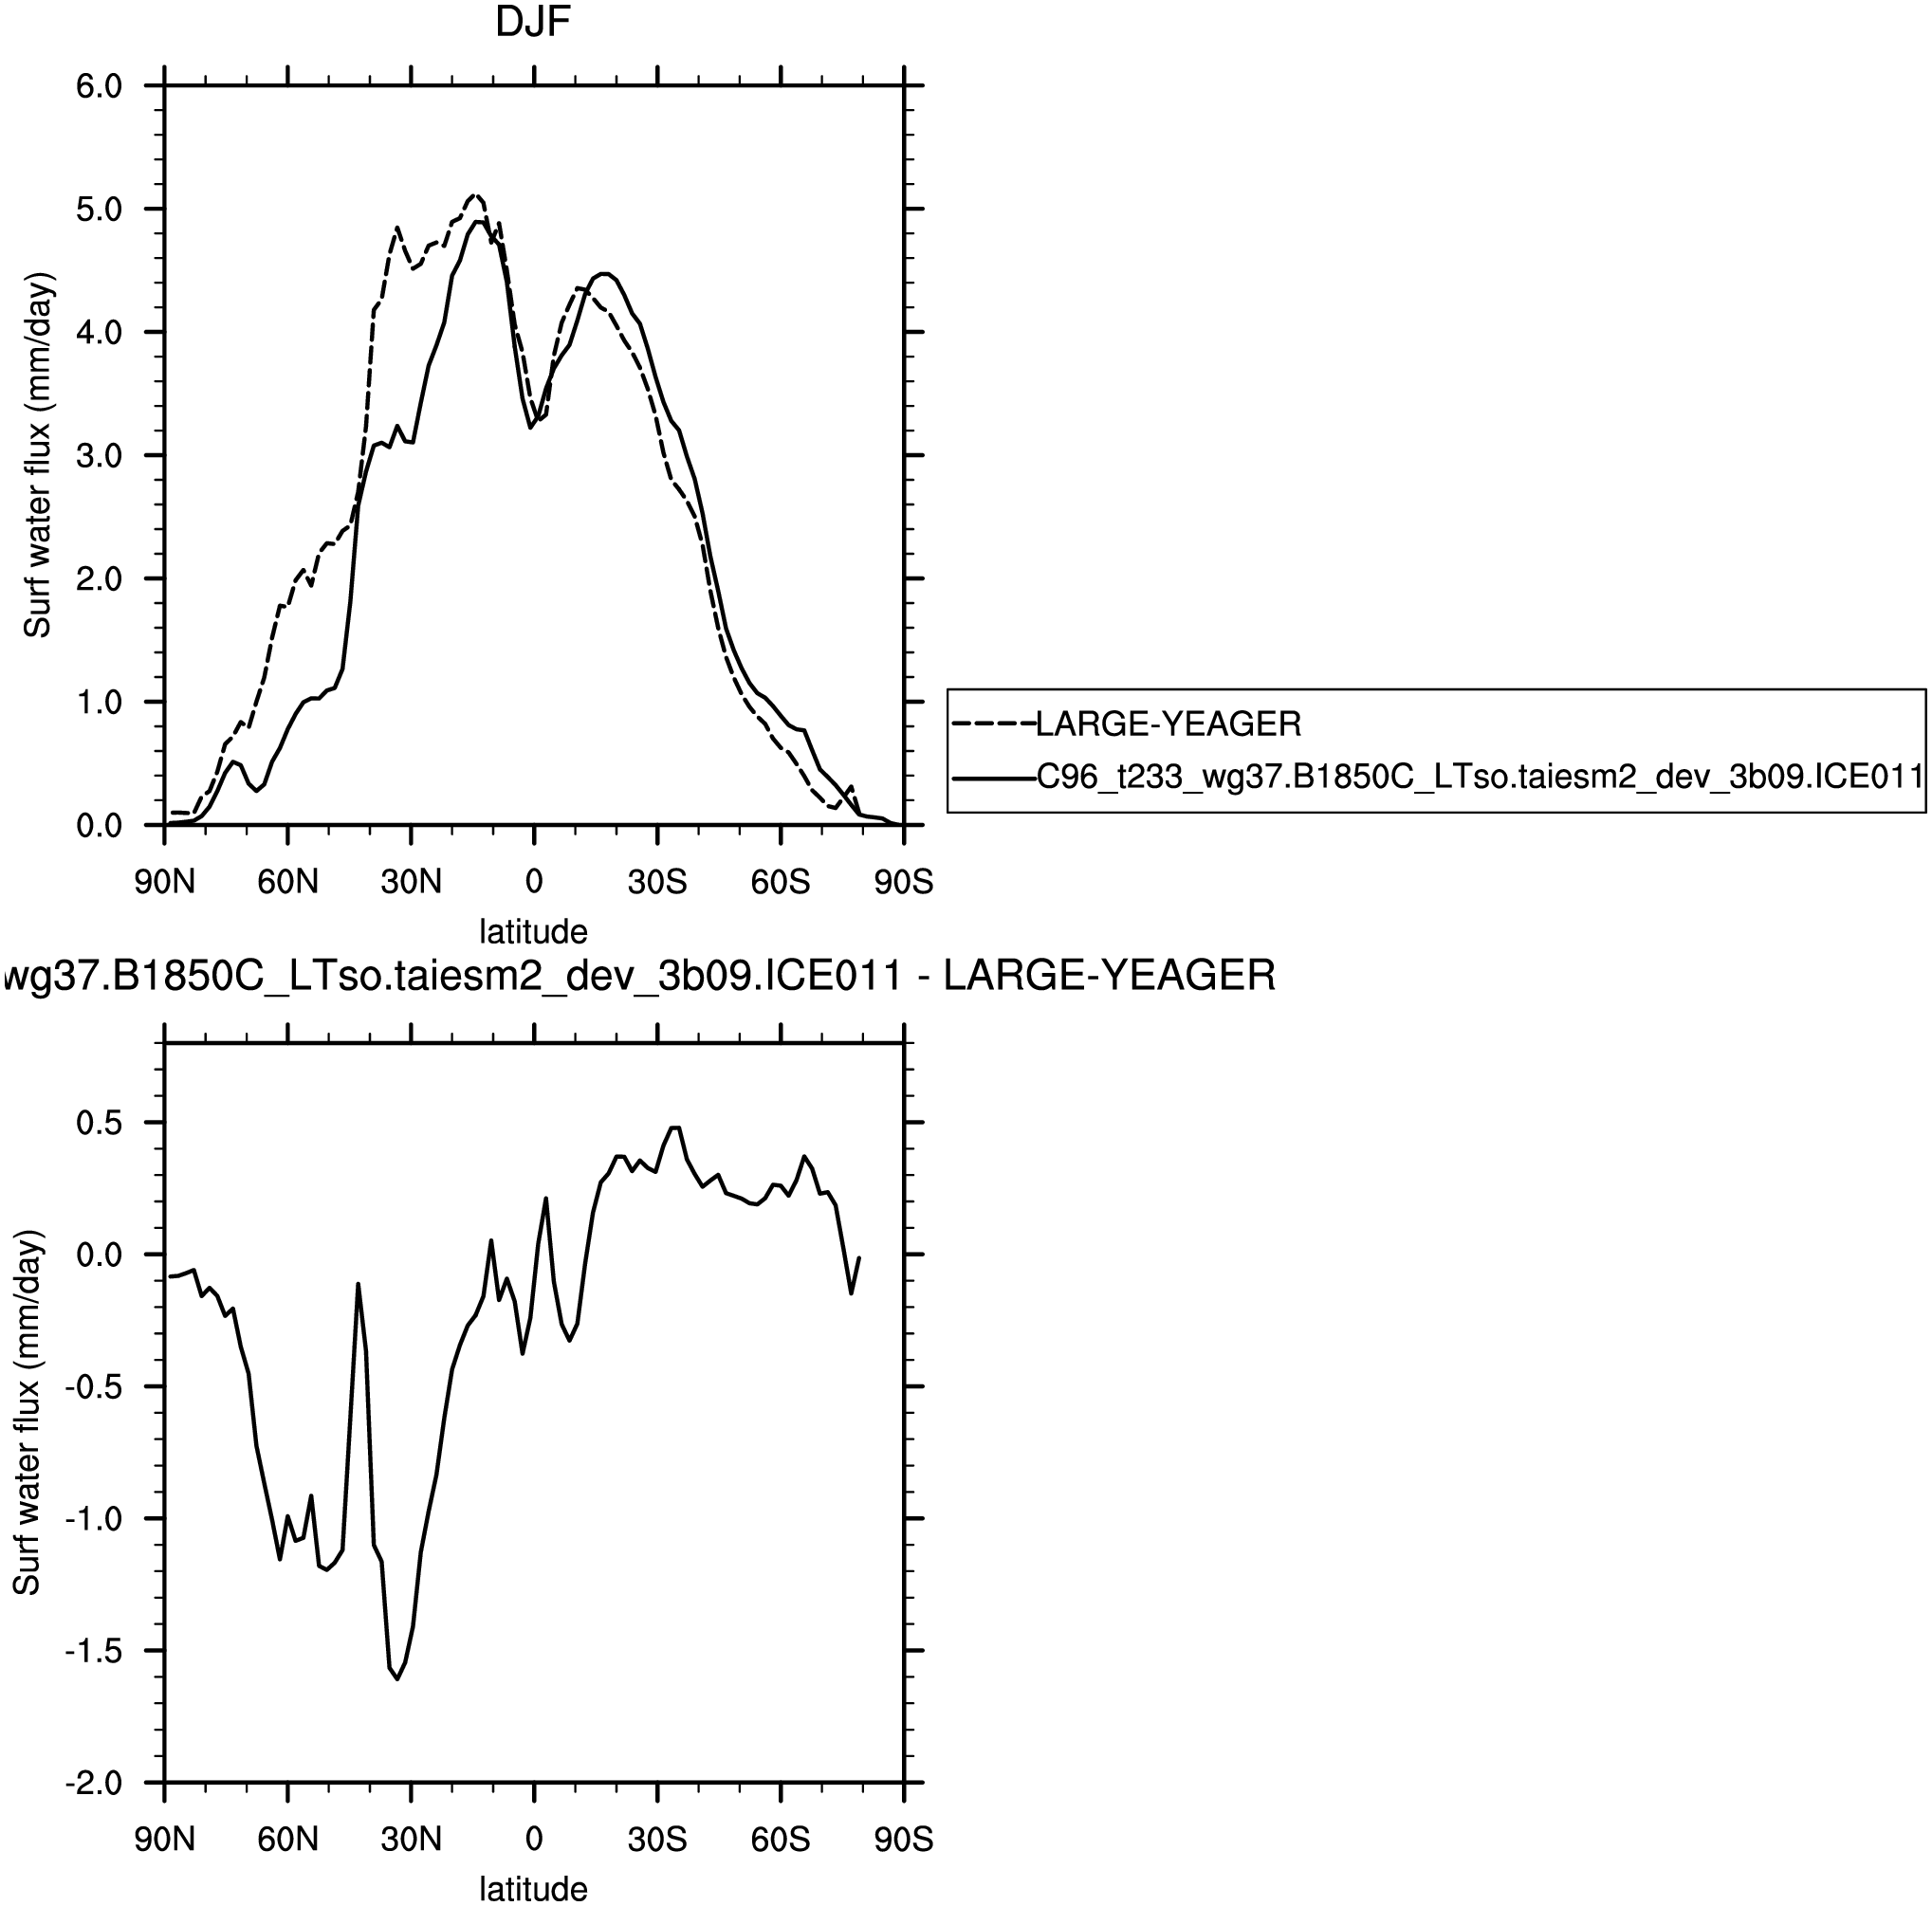 DJF
6.0
5.0
4.0
3.0
2.0
1.0
0.0
Surf water flux (mm/day)
90N 60N 30N 0 30S 60S 90S
latitude
LARGE-YEAGER
C96_t233_wg37.B1850C_LTso.taiesm2_dev_3b09.ICE011
wg37.B1850C_LTso.taiesm2_dev_3b09.ICE011 - LARGE-YEAGER
0.5
0.0
-0.5
-1.0
-1.5
-2.0
Surf water flux (mm/day)
90N 60N 30N 0 30S 60S 90S
latitude